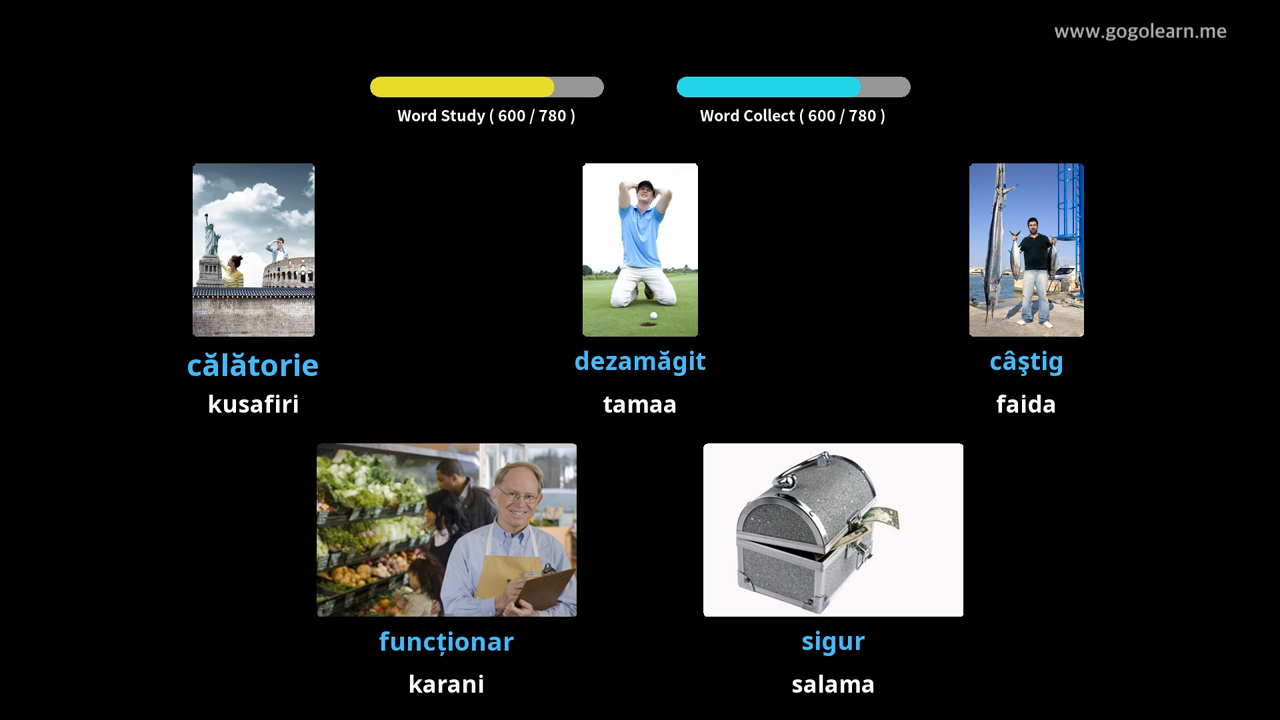 www.gogolearn.me
Word Study ( 600 / 780 )
Word Collect ( 600 / 780 )
călătorie
dezamăgit
câştig
kusafiri
tamaa
faida
funcționar
sigur
karani
salama